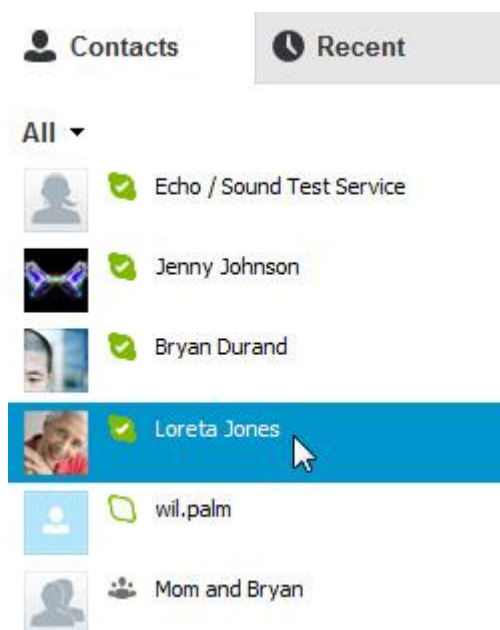 Contacts
Recent
All
Echo / Sound Test Service
Jenny Johnson
Bryan Durand
Loreta Jones
wil.palm
Mom and Bryan